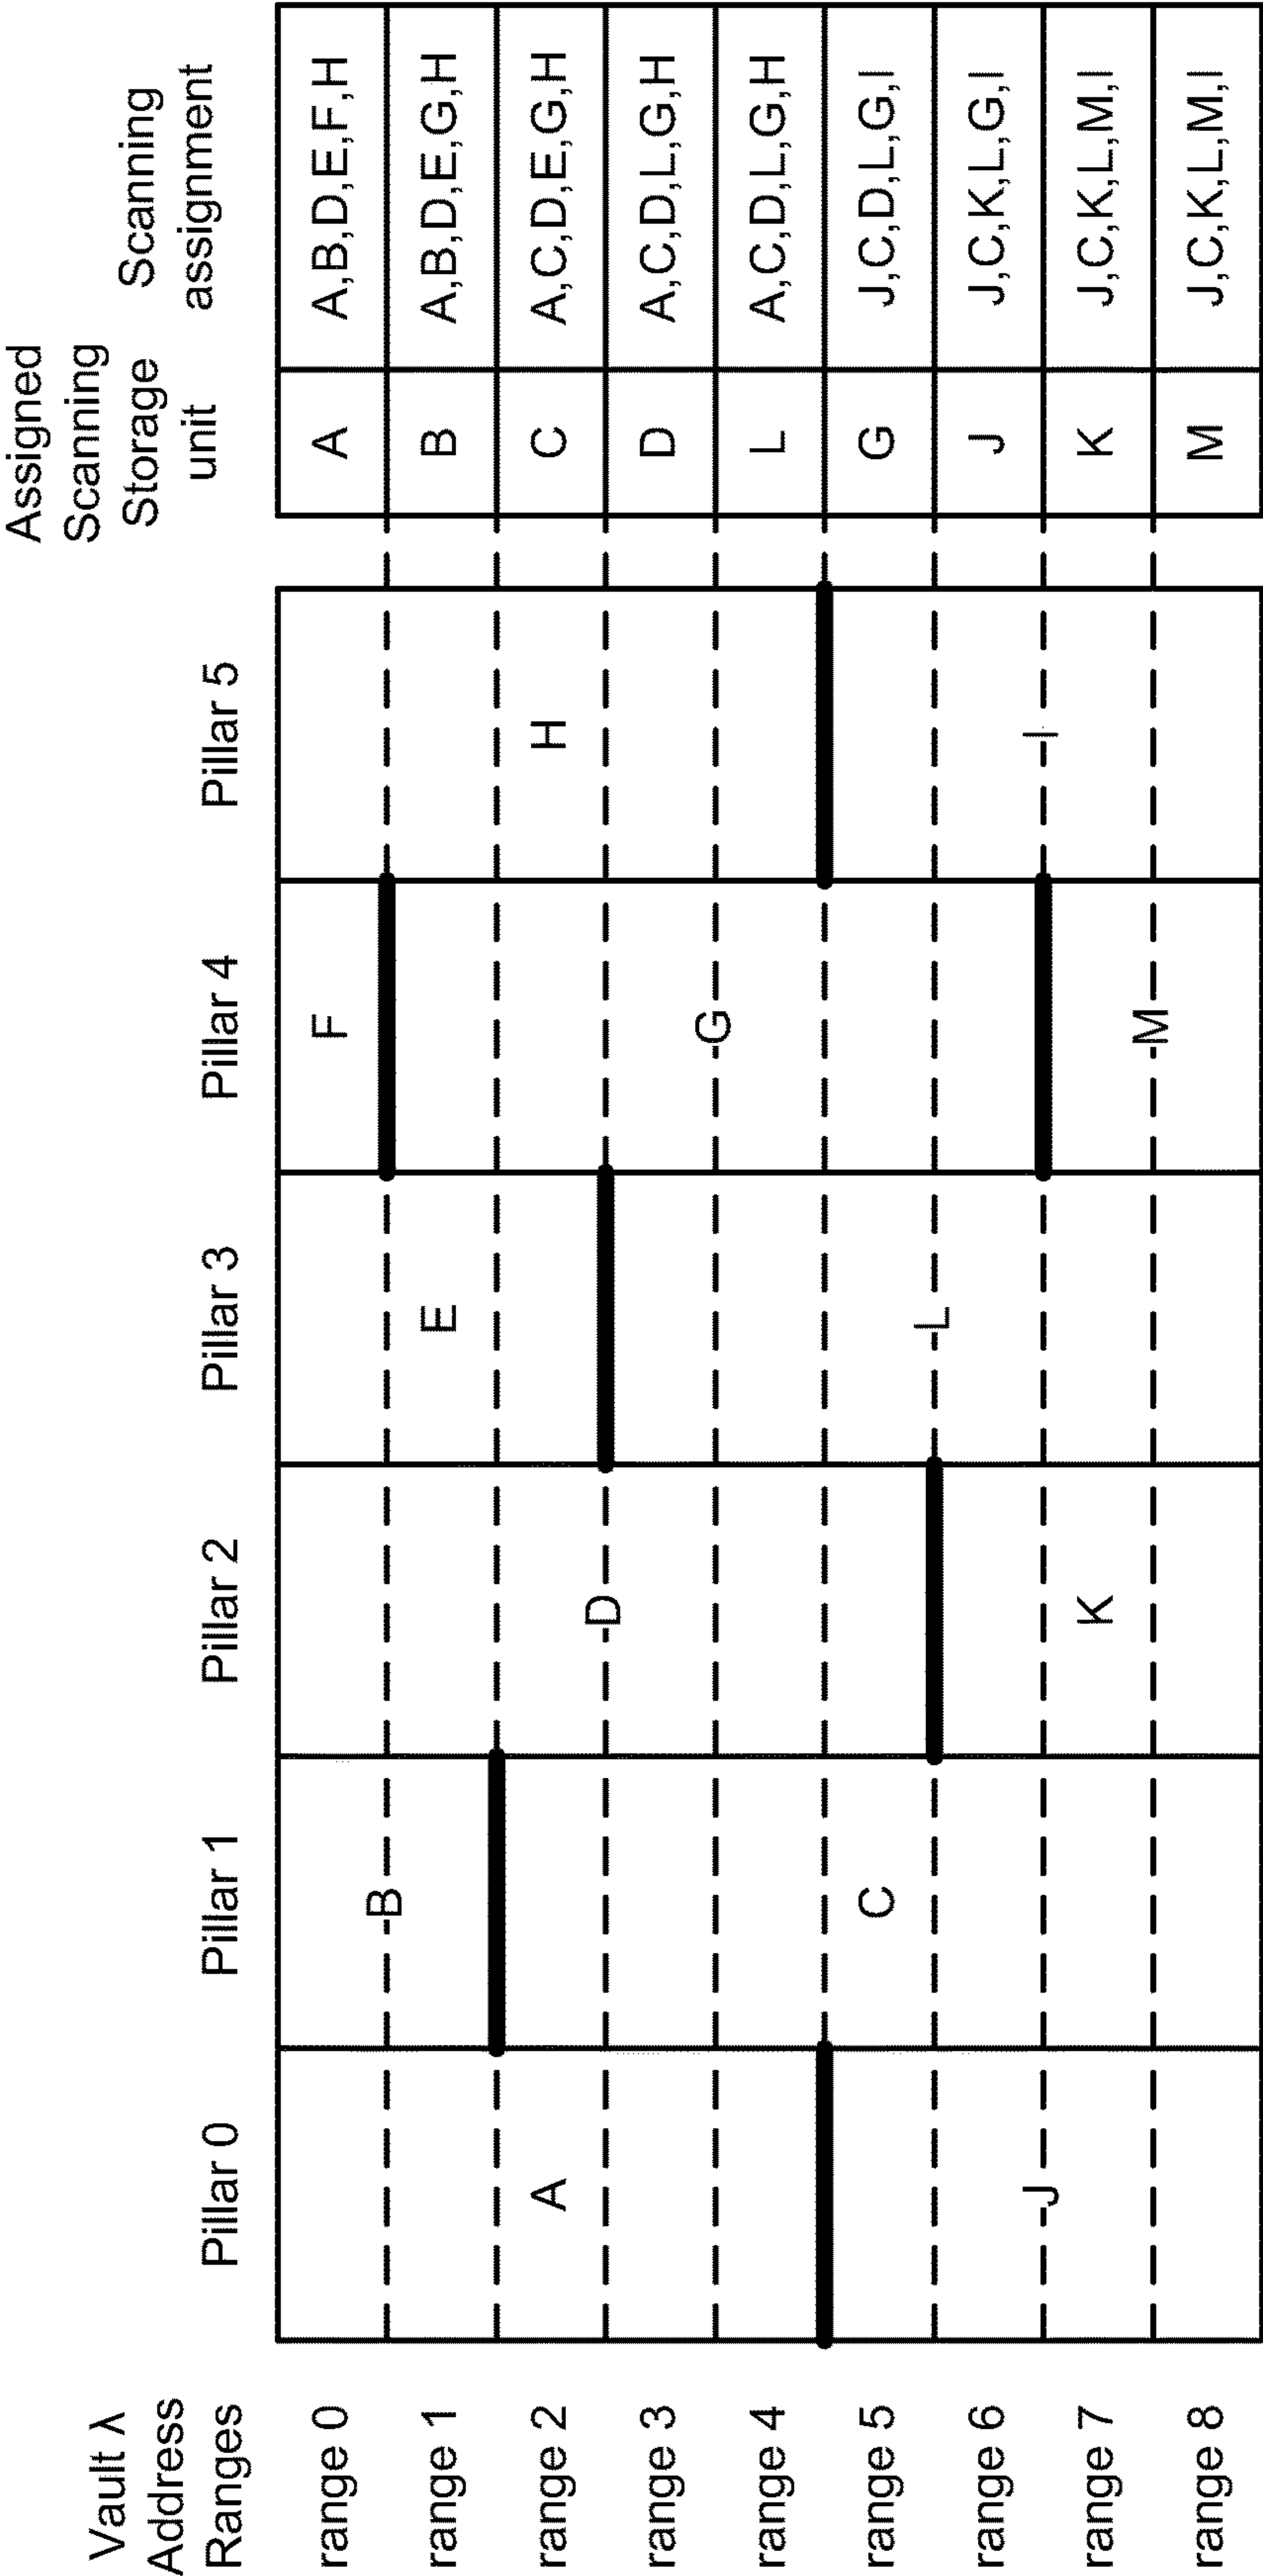 Vault λ
Address
Ranges
Pillar 0
Pillar 1
Pillar 2
Pillar 3
Pillar 4
Pillar 5
Assigned
Scanning
Storage
unit
Scanning
assignment
range 0
F
A
A,B,D,E,F,H
B
range 1
E
B
A,B,D,E,G,H
range 2
A
H
C
A,C,D,E,G,H
D
range 3
D
A,C,D,L,G,H
G
range 4
L
A,C,D,L,G,H
range 5
C
G
J,C,D,L,G,I
L
range 6
J
J,C,K,L,G,I
J
I
range 7
K
K
J,C,K,L,M,I
M
range 8
M
J,C,K,L,M,I